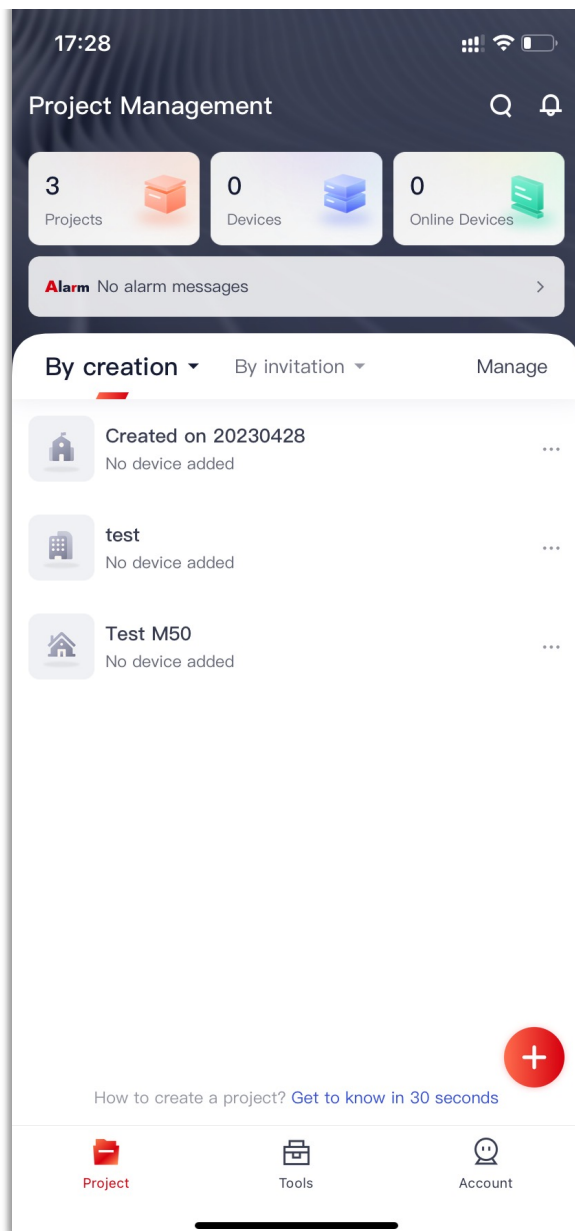 17:28
Project Management
3
Projects
0
Devices
0
Online Devices
Alarm No alarm messages
By creation By invitation Manage
Created on 20230428
No device added
test
No device added
Test M50
No device added
How to create a project? Get to know in 30 seconds
Project Tools Account